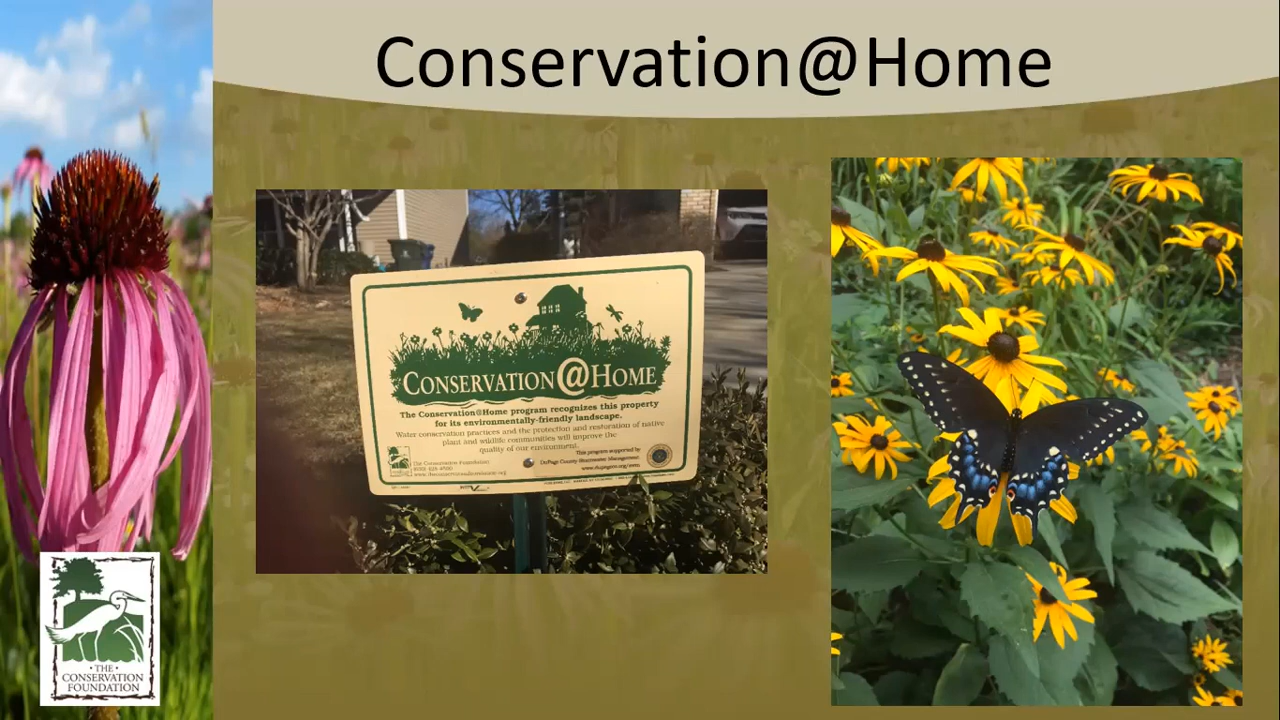 Conservation@Home
CONSERVATION@HOME
The Conservation@Home program recognizes this property
for its environmentally-friendly landscape.
Water conservation practices and the protection and restoration of native
plant and wildlife communities will improve the
quality of our environment.
This program supported by
DuPage County Stormwater Management
The Conservation Foundation
• THE •
CONSERVATION
FOUNDATION